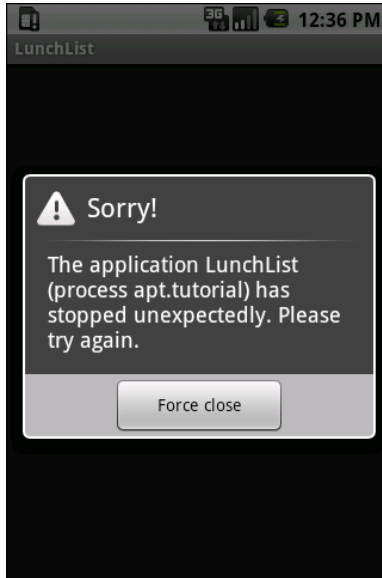 3G 12:36 PM
LunchList
Sorry!
The application LunchList
(process apt.tutorial) has
stopped unexpectedly. Please
try again.
Force close